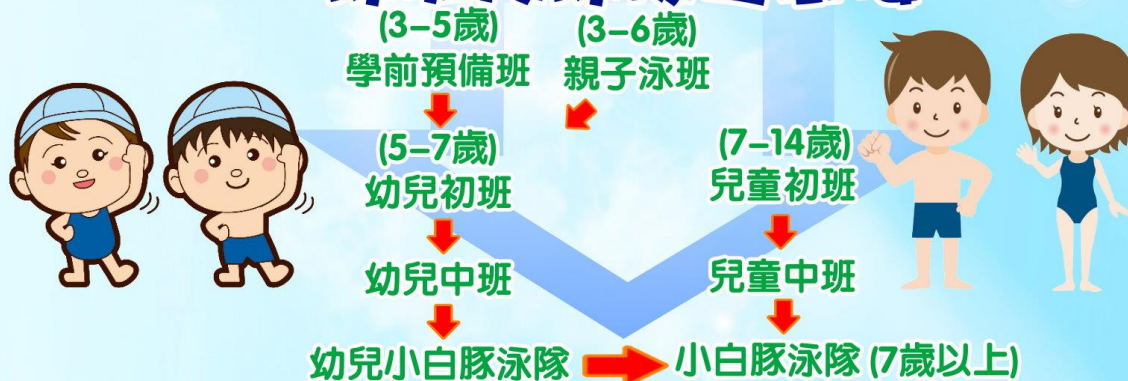 (3–5歲)
學前預備班
(3–6歲)
親子泳班
(5–7歲)
幼兒初班
(7–14歲)
兒童初班
幼兒中班
兒童中班
幼兒小白豚泳隊
小白豚泳隊 (7歲以上)